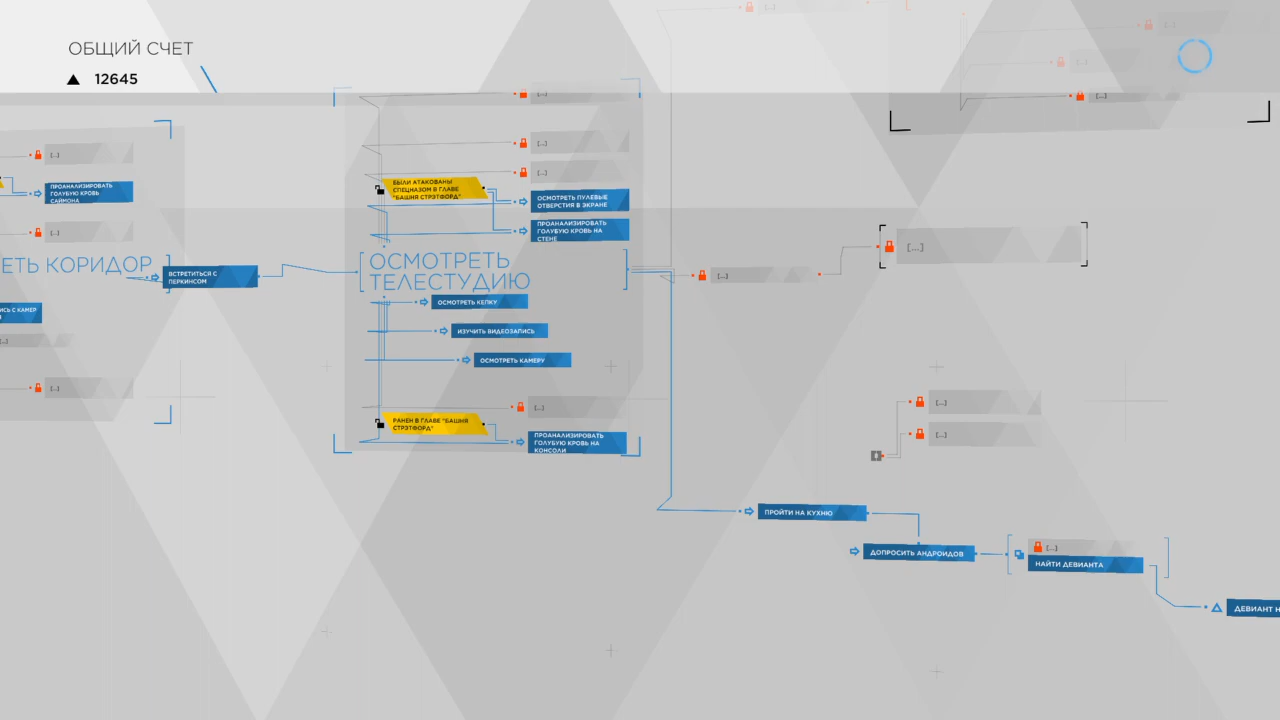 ОБЩИЙ СЧЕТ
12645
[...]
[...]
[...]
[...]
[...]
[...]
ПРОАНАЛИЗИРОВАТЬ
ГОЛУБУЮ КРОВЬ
САЙМОНА
[...]
ЕТЬ КОРИДОР
ВСТРЕТИТЬСЯ С
ПЕРКИНСОМ
ИСЬ С КАМЕР
[...]
[...]
[...]
[...]
[...]
БЫЛИ АТАКОВАНЫ
СПЕЦНАЗОМ В ГЛАВЕ
"БАШНЯ СТРЭТФОРД"
ОСМОТРЕТЬ ПУЛЕВЫЕ
ОТВЕРСТИЯ В ЭКРАНЕ
ПРОАНАЛИЗИРОВАТЬ
ГОЛУБУЮ КРОВЬ НА
СТЕНЕ
ОСМОТРЕТЬ
ТЕЛЕСТУДИЮ
ОСМОТРЕТЬ КЕПКУ
ИЗУЧИТЬ ВИДЕОЗАПИСЬ
ОСМОТРЕТЬ КАМЕРУ
[...]
РАНЕН В ГЛАВЕ "БАШНЯ
СТРЭТФОРД"
ПРОАНАЛИЗИРОВАТЬ
ГОЛУБУЮ КРОВЬ НА
КОНСОЛИ
[...]
[...]
[...]
[...]
ПРОЙТИ НА КУХНЮ
ДОПРОСИТЬ АНДРОИДОВ
[...]
НАЙТИ ДЕВИАНТА
ДЕВИАНТ Н